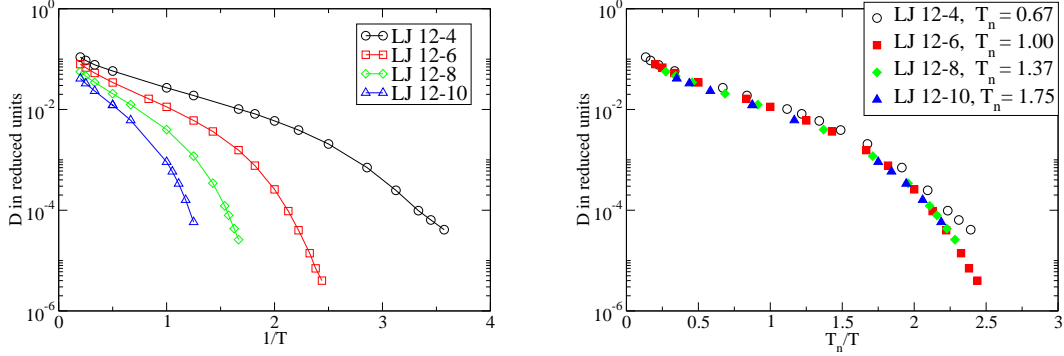 D in reduced units
10^0
10^-2
10^-4
10^-6
0 1 2 3 4
1/T
LJ 12-4
LJ 12-6
LJ 12-8
LJ 12-10
D in reduced units
10^0
10^-2
10^-4
10^-6
0 0.5 1 1.5 2 2.5 3
T_n/T
LJ 12-4, T_n = 0.67
LJ 12-6, T_n = 1.00
LJ 12-8, T_n = 1.37
LJ 12-10, T_n = 1.75